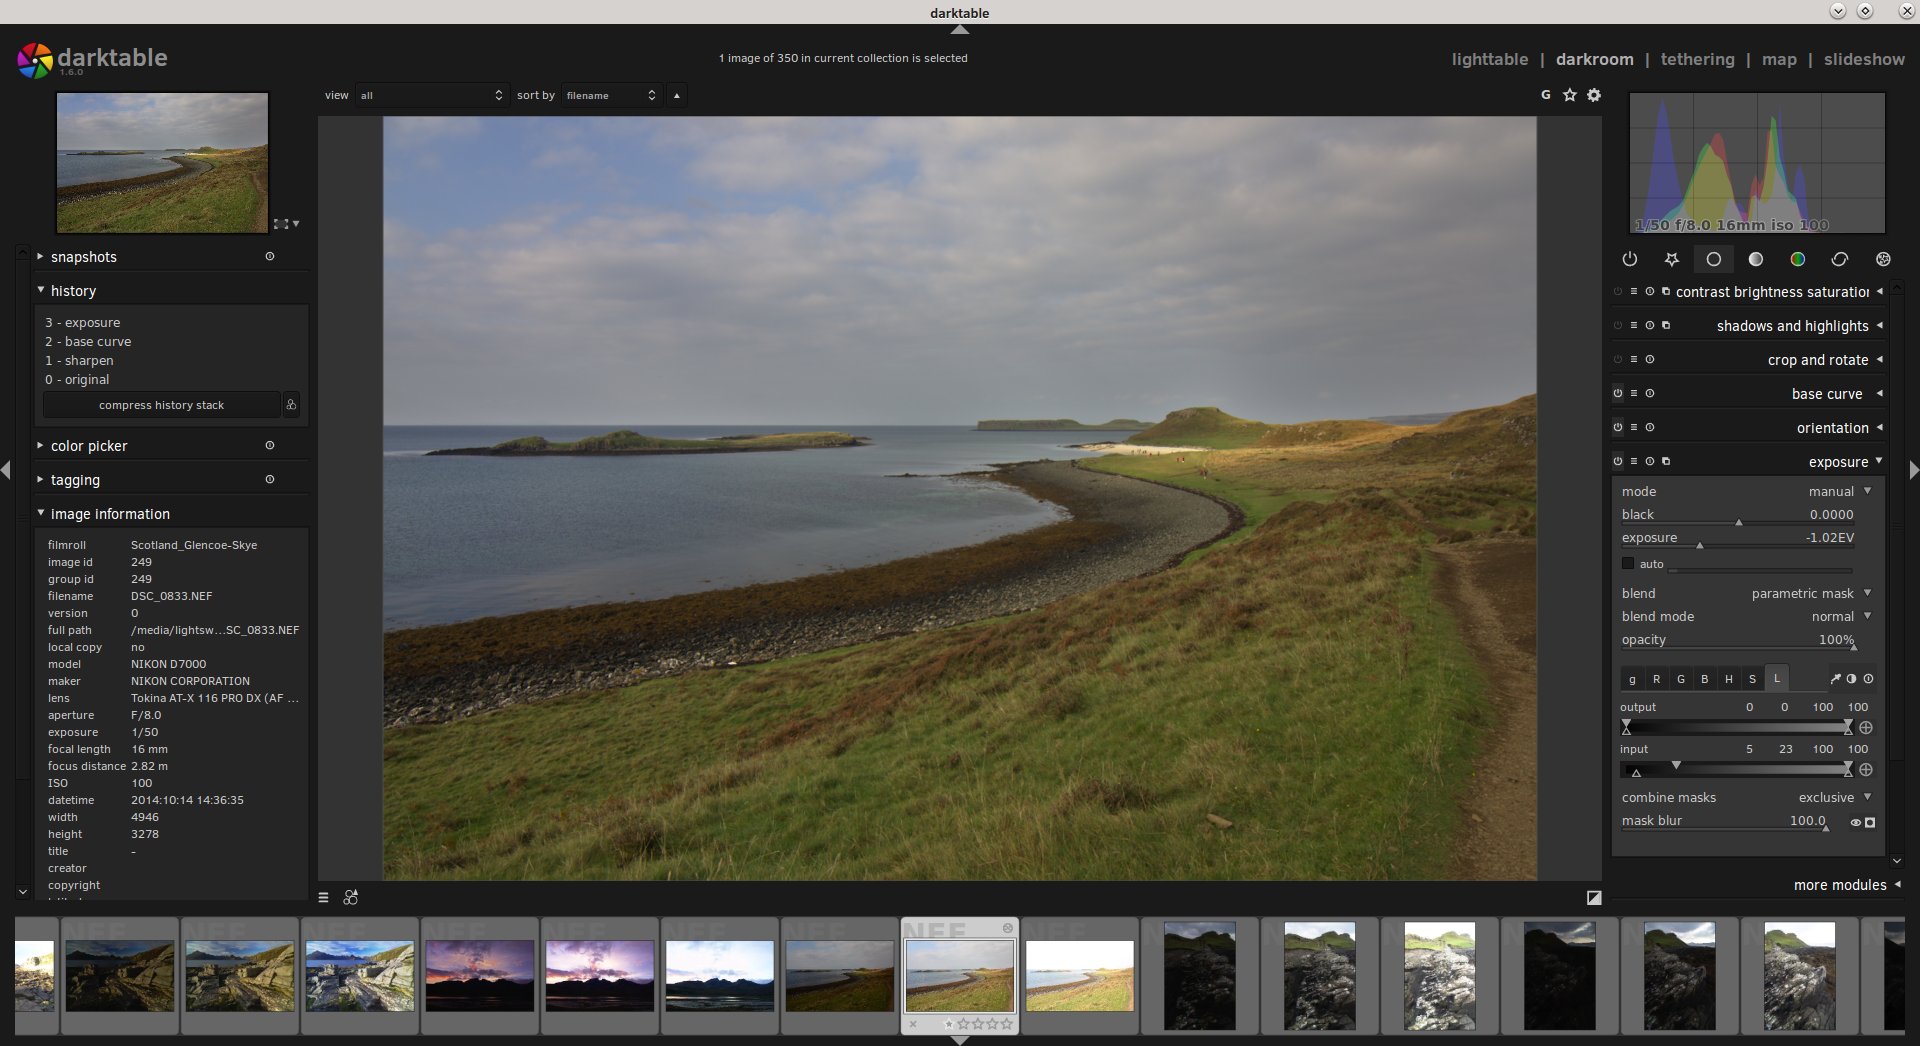 darktable
darktable
1.6.0
1 image of 350 in current collection is selected
lighttable | darkroom | tethering | map | slideshow
view all sort by filename
G
1/50 f/8.0 16mm iso 100
snapshots
history
3 - exposure
2 - base curve
1 - sharpen
0 - original
compress history stack
color picker
tagging
image information
filmroll Scotland_Glencoe-Skye
image id 249
group id 249
filename DSC_0833.NEF
version 0
full path /media/lightsw...SC_0833.NEF
local copy no
model NIKON D7000
maker NIKON CORPORATION
lens Tokina AT-X 116 PRO DX (AF ...
aperture F/8.0
exposure 1/50
focal length 16 mm
focus distance 2.82 m
ISO 100
datetime 2014:10:14 14:36:35
width 4946
height 3278
title -
creator
copyright
contrast brightness saturation
shadows and highlights
crop and rotate
base curve
orientation
exposure
mode manual
black 0.0000
exposure -1.02EV
auto
blend parametric mask
blend mode normal
opacity 100%
g R G B H S L
output 0 0 100 100
input 5 23 100 100
combine masks exclusive
mask blur 100.0
more modules
NEF